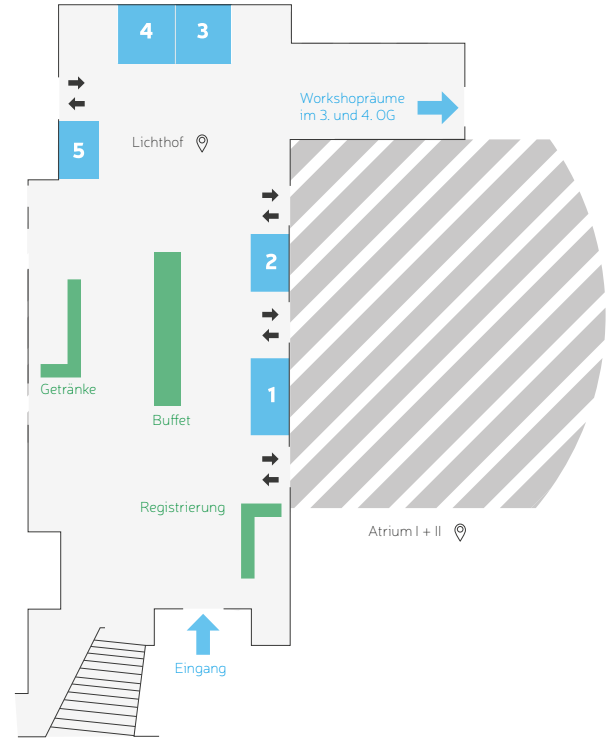 4
3
Workshopräume
im 3. und 4. OG
5
Lichthof
2
Getränke
1
Buffet
Registrierung
Atrium I + II
Eingang